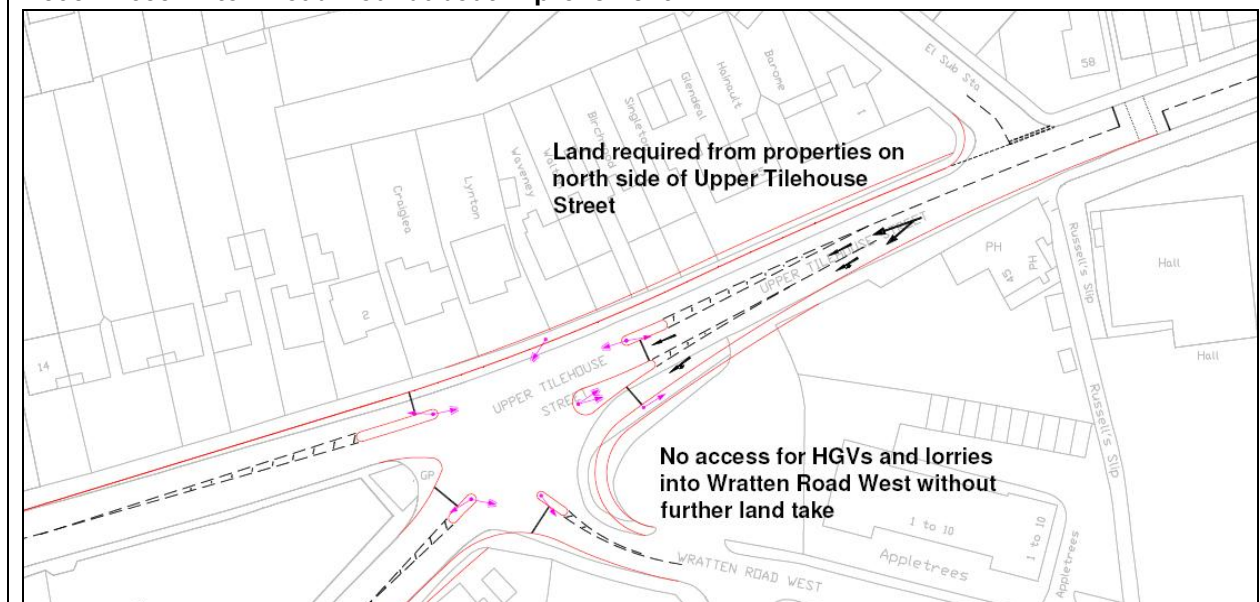 El Sub Sta
58
Barome
Hainault
Glendeal
Singleton
1
Waveney
Lynton
Craiglea
2
14
Land required from properties on
north side of Upper Tilehouse
Street
UPPER TILEHOUSE STREET
PH
PH
45
Russell's Slip
Hall
Hall
UPPER TILEHOUSE
STREET
Russell's Slip
GP
No access for HGVs and lorries
into Wratten Road West without
further land take
1 to 10
1 to 10
Appletrees
Appletrees
WRATTEN ROAD WEST